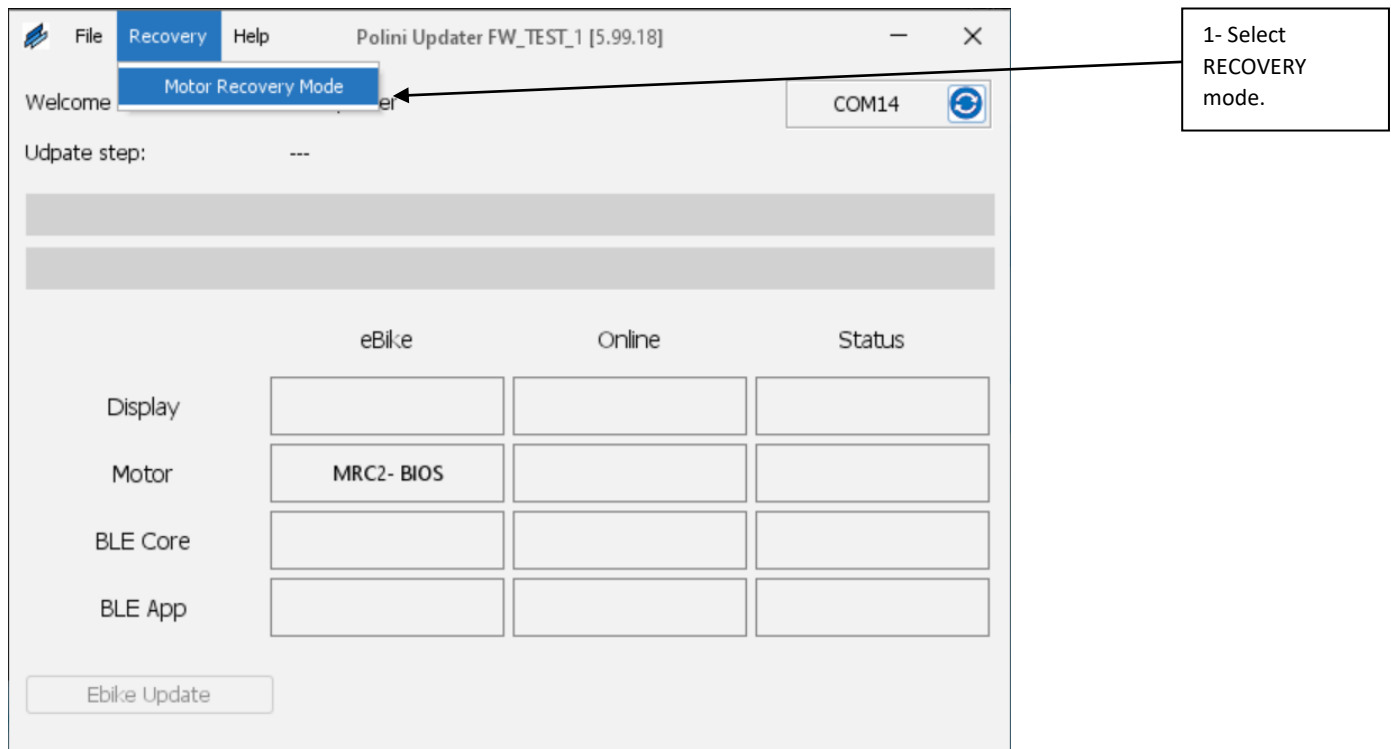 File Recovery Help Polini Updater FW_TEST_1 [5.99.18]
Motor Recovery Mode
Welcome er COM14
Udpate step: ---
eBike Online Status
Display
Motor MRC2- BIOS
BLE Core
BLE App
Ebike Update
1- Select
RECOVERY
mode.